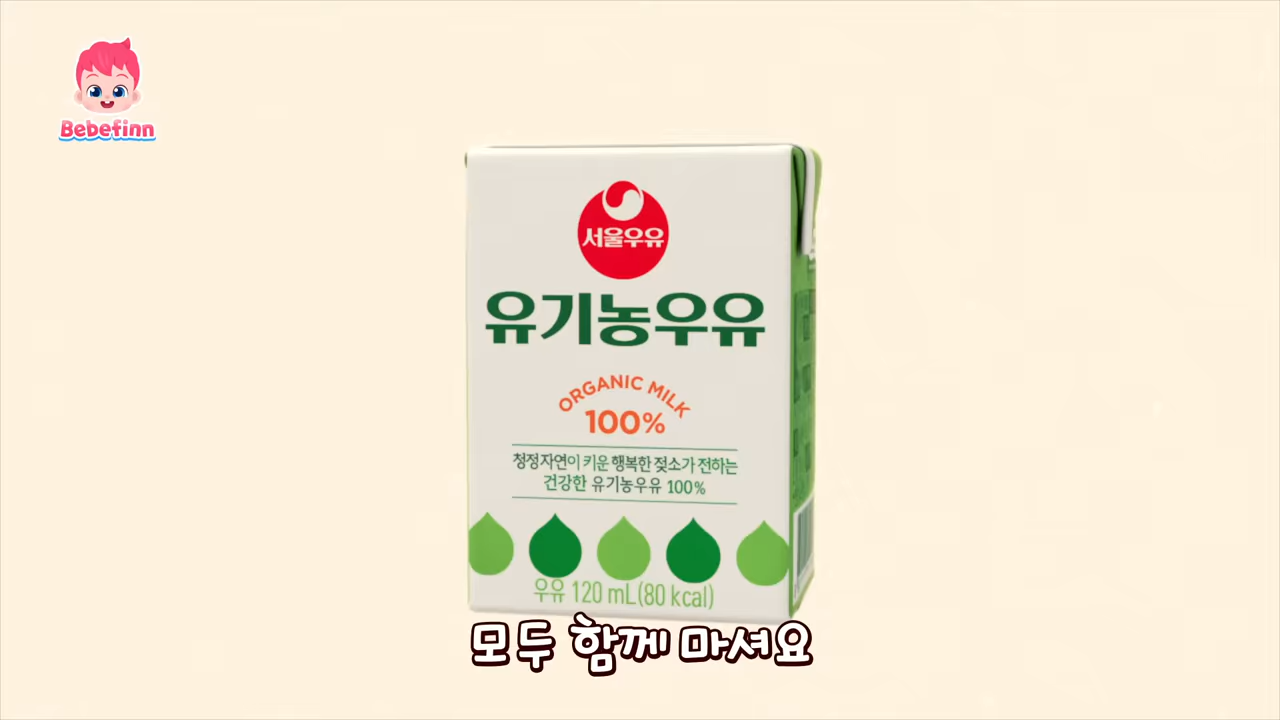 Bebefinn
서울우유
유기농우유
ORGANIC MILK
100%
청정자연이 키운 행복한 젖소가 전하는
건강한 유기농우유 100%
우유 120 mL(80 kcal)
모두 함께 마셔요